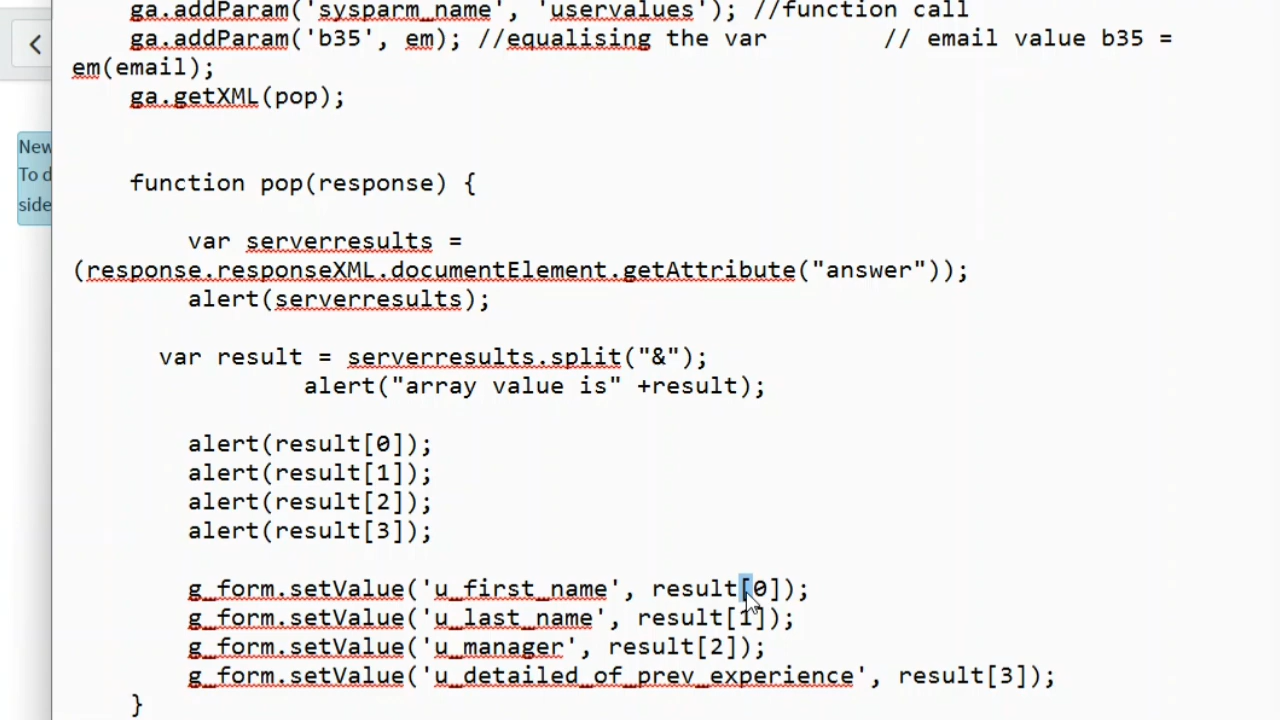 ga.addParam('sysparm_name', 'uservalues'); //function call
ga.addParam('b35', em); //equalising the var // email value b35 =
em(email);
ga.getXML(pop);
New
To d
side
function pop(response) {
var serverresults =
(response.responseXML.documentElement.getAttribute("answer"));
alert(serverresults);
var result = serverresults.split("&");
alert("array value is" +result);
alert(result[0]);
alert(result[1]);
alert(result[2]);
alert(result[3]);
g_form.setValue('u_first_name', result[0]);
g_form.setValue('u_last_name', result[1]);
g_form.setValue('u_manager', result[2]);
g_form.setValue('u_detailed_of_prev_experience', result[3]);
}